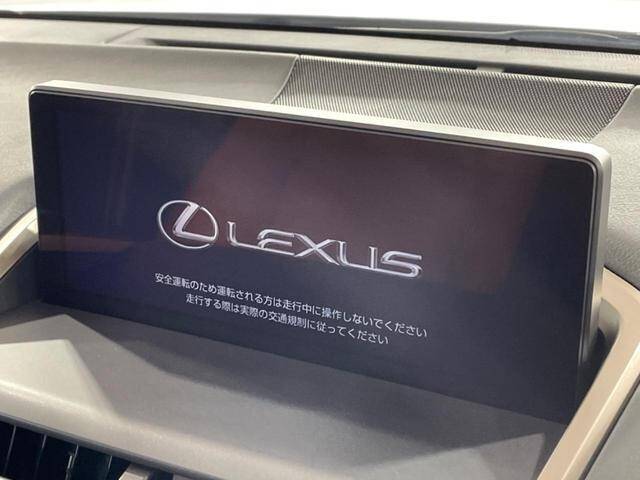 LEXUS
安全運転のため運転される方は走行中に操作しないでください
走行する際は実際の交通規制に従ってください